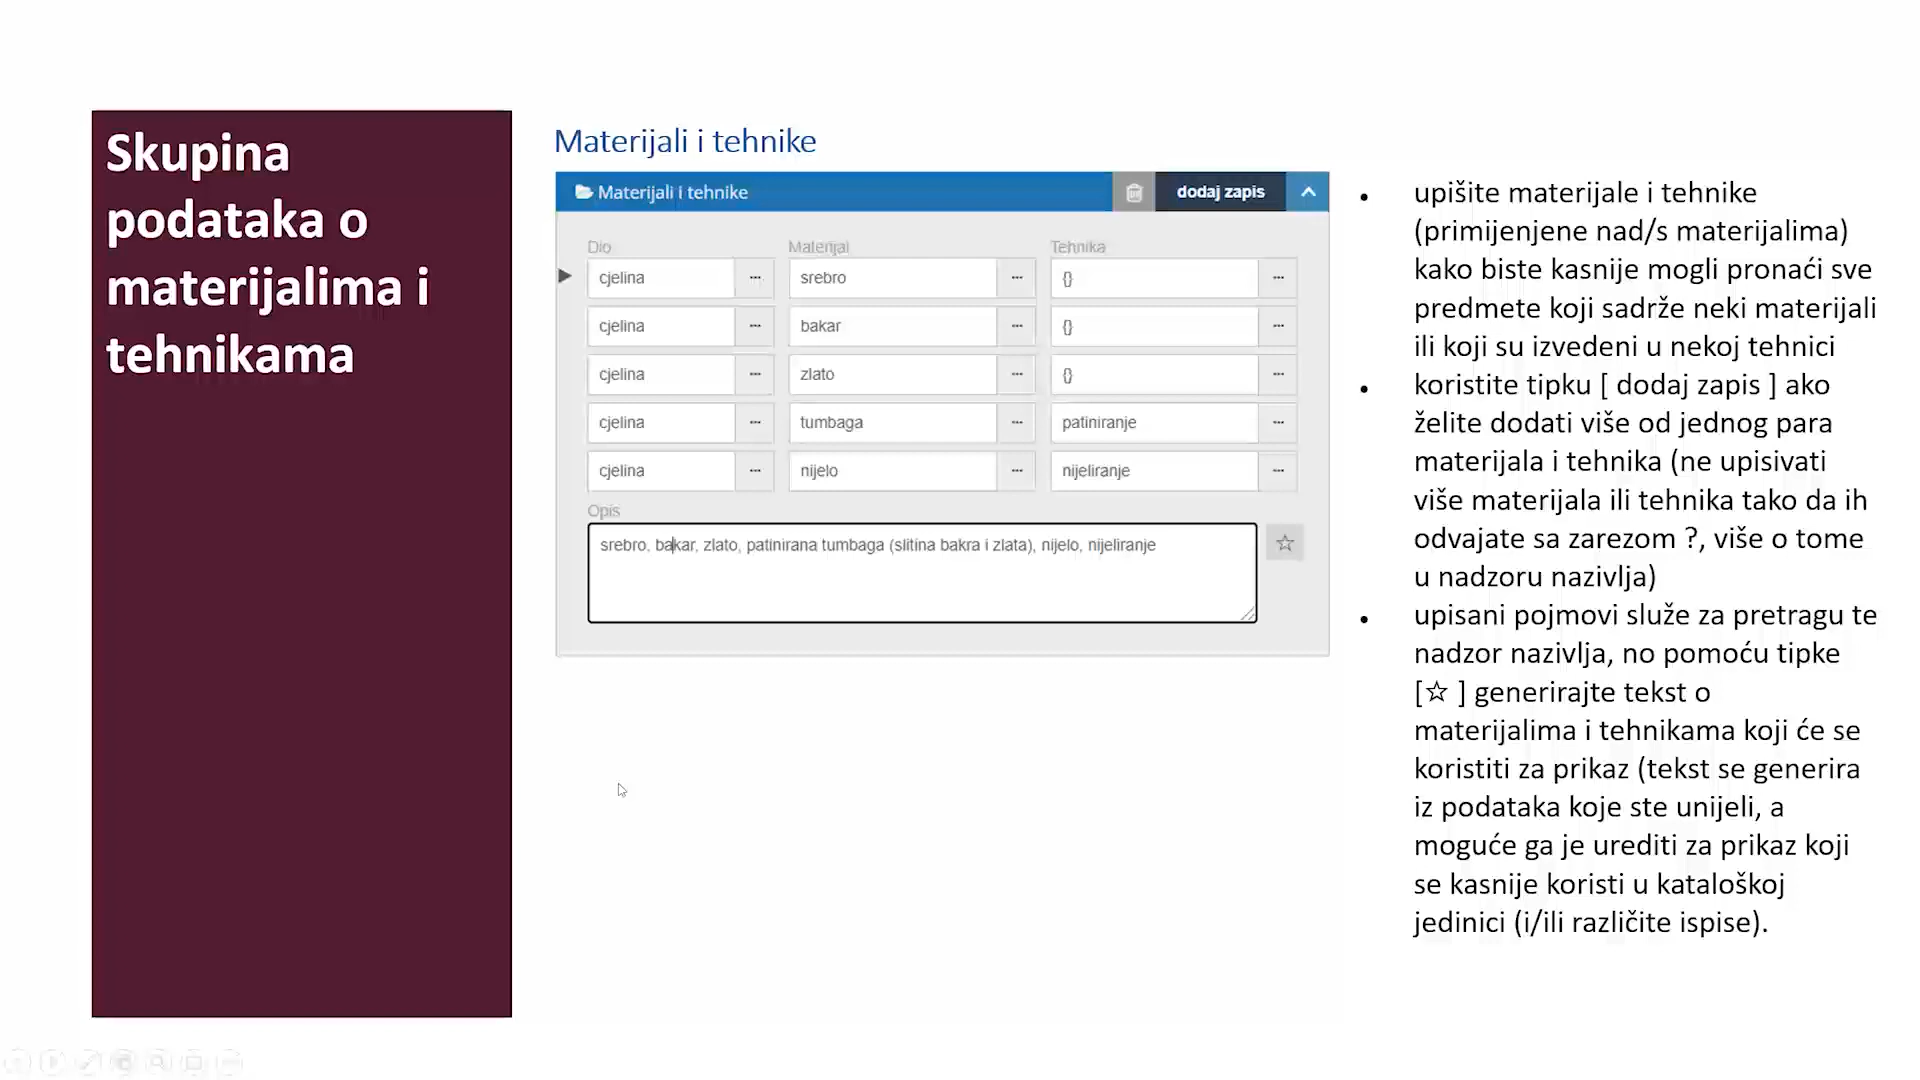 Skupina
podataka o
materijalima i
tehnikama
Materijali i tehnike
Materijali i tehnike
dodaj zapis
Dio Materijal Tehnika
cjelina ... srebro ... {} ...
cjelina ... bakar ... {} ...
cjelina ... zlato ... {} ...
cjelina ... tumbaga ... patiniranje ...
cjelina ... nijelo ... nijeliranje ...
Opis
srebro, bakar, zlato, patinirana tumbaga (slitina bakra i zlata), nijelo, nijeliranje
• upišite materijale i tehnike
(primijenjene nad/s materijalima)
kako biste kasnije mogli pronaći sve
predmete koji sadrže neki materijali
ili koji su izvedeni u nekoj tehnici
• koristite tipku [ dodaj zapis ] ako
želite dodati više od jednog para
materijala i tehnika (ne upisivati
više materijala ili tehnika tako da ih
odvajate sa zarezom ?, više o tome
u nadzoru nazivlja)
• upisani pojmovi služe za pretragu te
nadzor nazivlja, no pomoću tipke
[☆ ] generirajte tekst o
materijalima i tehnikama koji će se
koristiti za prikaz (tekst se generira
iz podataka koje ste unijeli, a
moguće ga je urediti za prikaz koji
se kasnije koristi u kataloškoj
jedinici (i/ili različite ispise).